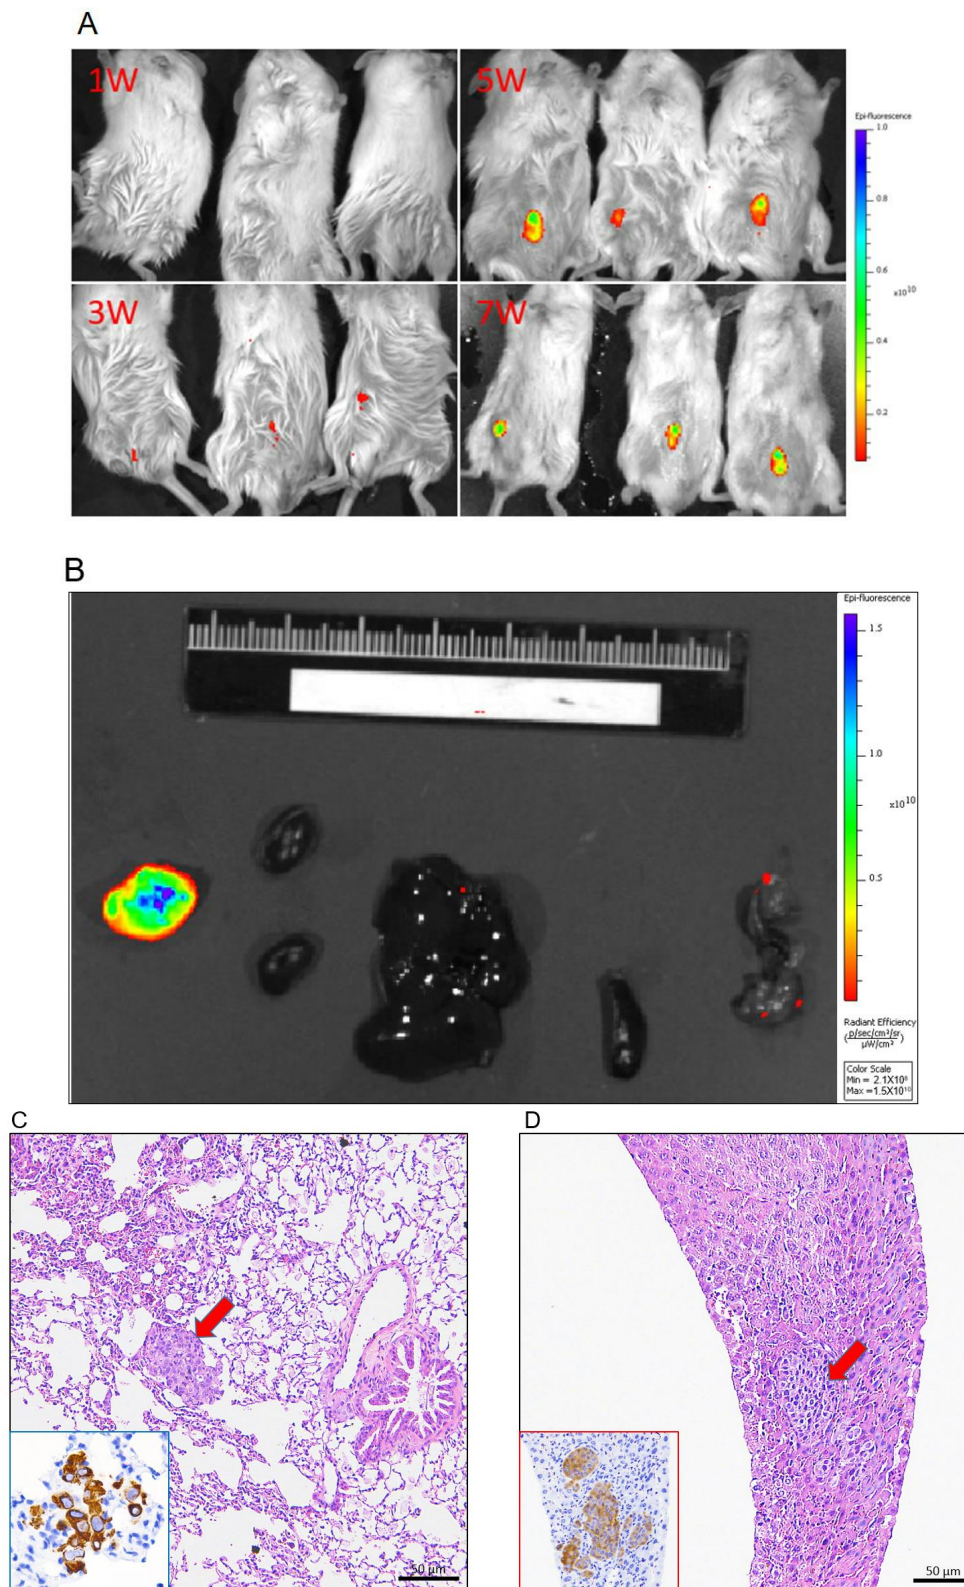 A
1W
5W
Epi-fluorescence
1.0
0.8
0.6
x10¹⁰
0.4
0.2
3W
7W
B
Epi-fluorescence
1.5
1.0
x10¹⁰
0.5
Radiant Efficiency
(p/sec/cm²/sr
µW/cm²)
Color Scale
Min = 2.1X10⁸
Max =1.5X10¹⁰
C
D
50 µm
50 µm